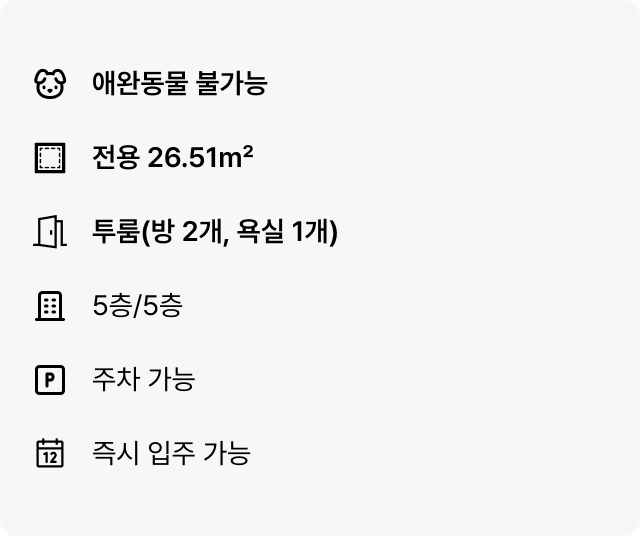 애완동물 불가능
전용 26.51m²
투룸(방 2개, 욕실 1개)
5층/5층
P
주차 가능
12
즉시 입주 가능